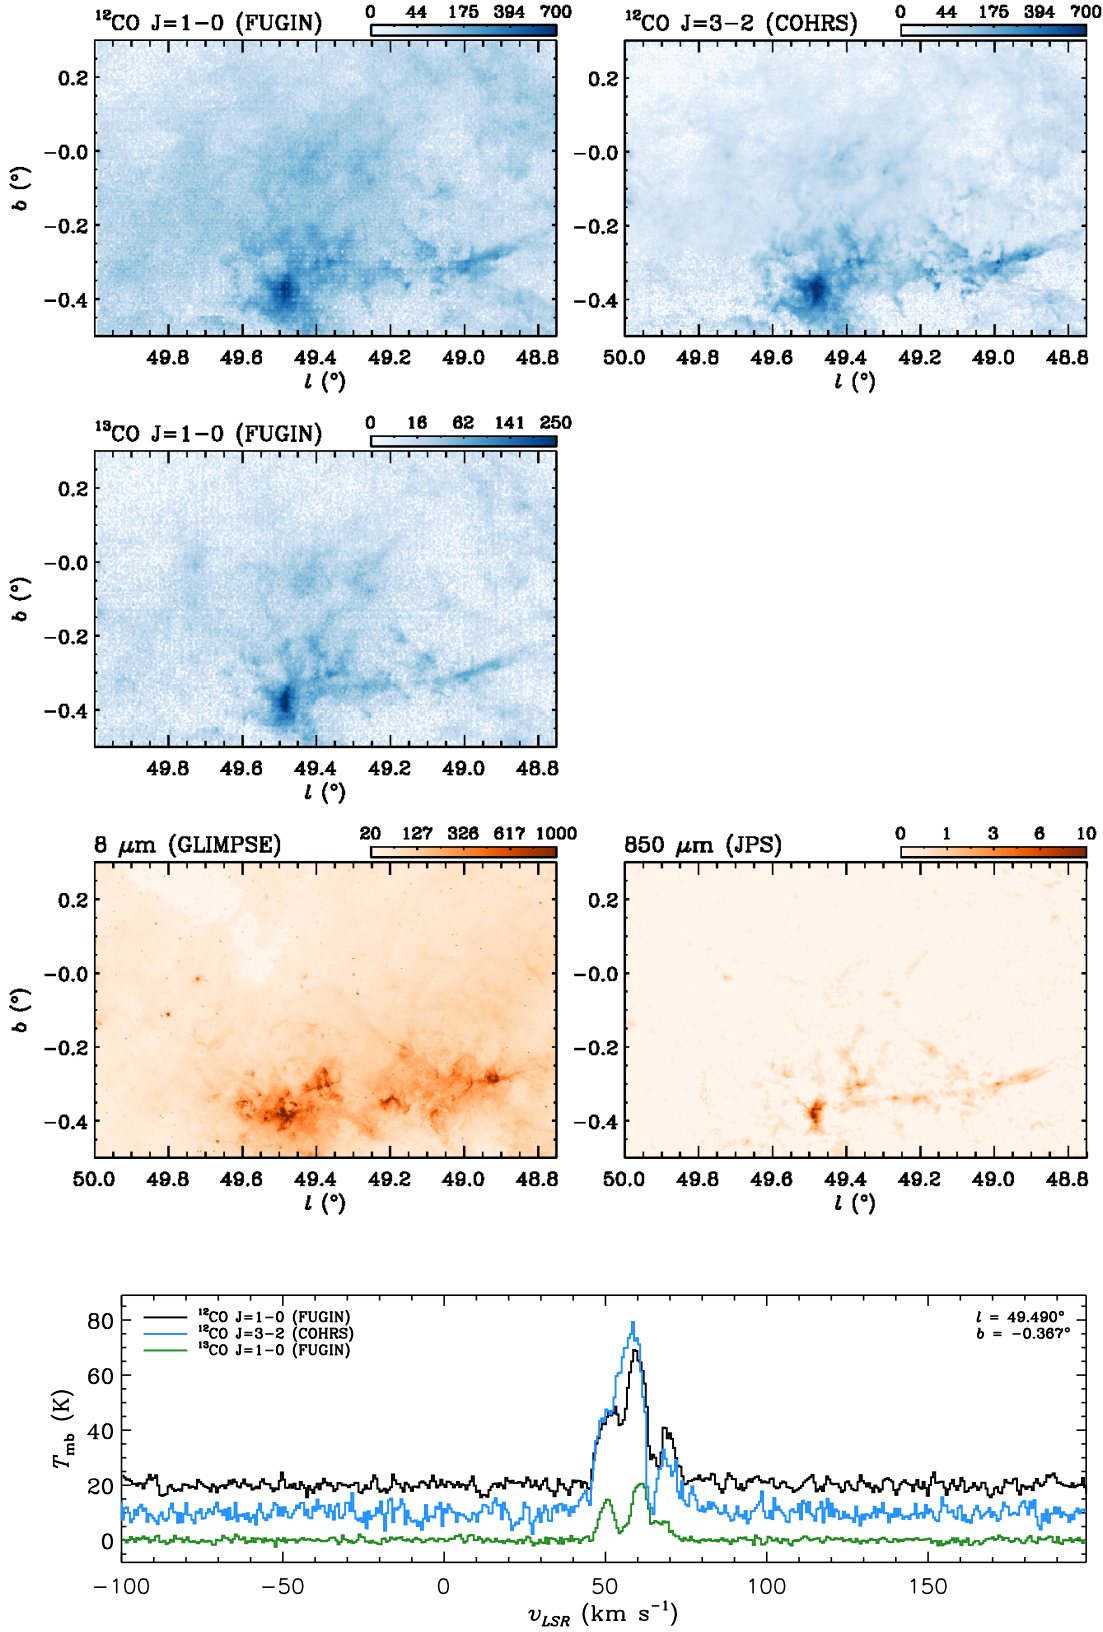 ¹²CO J=1−0 (FUGIN) 0 44 175 394 700
¹²CO J=3−2 (COHRS) 0 44 175 394 700
0.2
−0.0
−0.2
−0.4
b (°)
49.8 49.6 49.4 49.2 49.0 48.8
l (°)
0.2
−0.0
−0.2
−0.4
50.0 49.8 49.6 49.4 49.2 49.0 48.8
l (°)
¹³CO J=1−0 (FUGIN) 0 16 62 141 250
0.2
−0.0
−0.2
−0.4
b (°)
49.8 49.6 49.4 49.2 49.0 48.8
l (°)
8 μm (GLIMPSE) 20 127 326 617 1000
850 μm (JPS) 0 1 3 6 10
0.2
−0.0
−0.2
−0.4
b (°)
50.0 49.8 49.6 49.4 49.2 49.0 48.8
l (°)
0.2
−0.0
−0.2
−0.4
50.0 49.8 49.6 49.4 49.2 49.0 48.8
l (°)
¹²CO J=1−0 (FUGIN)
¹²CO J=3−2 (COHRS)
¹³CO J=1−0 (FUGIN)
l = 49.490°
b = −0.367°
80
60
40
20
0
T_mb (K)
−100 −50 0 50 100 150
v_LSR (km s⁻¹)